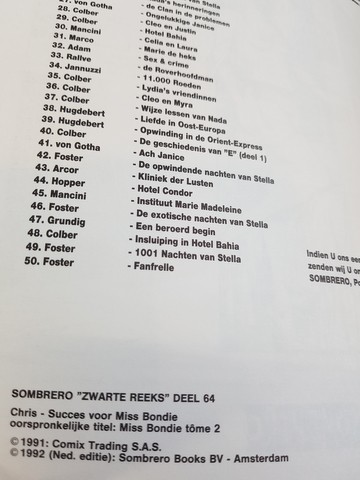 van Stella
herinneringen
- de Clan in de problemen
27. von Gotha - Ongelukkige Janice
28. Colber - Cleo en Justin
29. Colber - Hotel Bahia
30. Mancini - Celia en Laura
31. Marco - Marie de heks
32. Adam - Sex & crime
33. Rallve - de Roverhoofdman
34. Jannuzzi - 11.000 Roeden
35. Colber - Lydia's vriendinnen
36. Colber - Cleo en Myra
37. Colber - Wijze lessen van Nada
38. Hugdebert - Liefde in Oost-Europa
39. Hugdebert - Opwinding in de Orient-Express
40. Colber - De geschiedenis van "E" (deel 1)
41. von Gotha - Ach Janice
42. Foster - De opwindende nachten van Stella
43. Arcor - Kliniek der Lusten
44. Hopper - Hotel Condor
45. Mancini - Instituut Marie Madeleine
46. Foster - De exotische nachten van Stella
47. Grundig - Een beroerd begin
48. Colber - Insluiping in Hotel Bahia
49. Foster - 1001 Nachten van Stella
50. Foster - Fanfrelle
Indien U ons ee
zenden wij U on
SOMBRERO, Po
SOMBRERO "ZWARTE REEKS" DEEL 64
Chris - Succes voor Miss Bondie
oorspronkelijke titel: Miss Bondie tôme 2
©1991: Comix Trading S.A.S.
©1992 (Ned. editie): Sombrero Books BV - Amsterdam